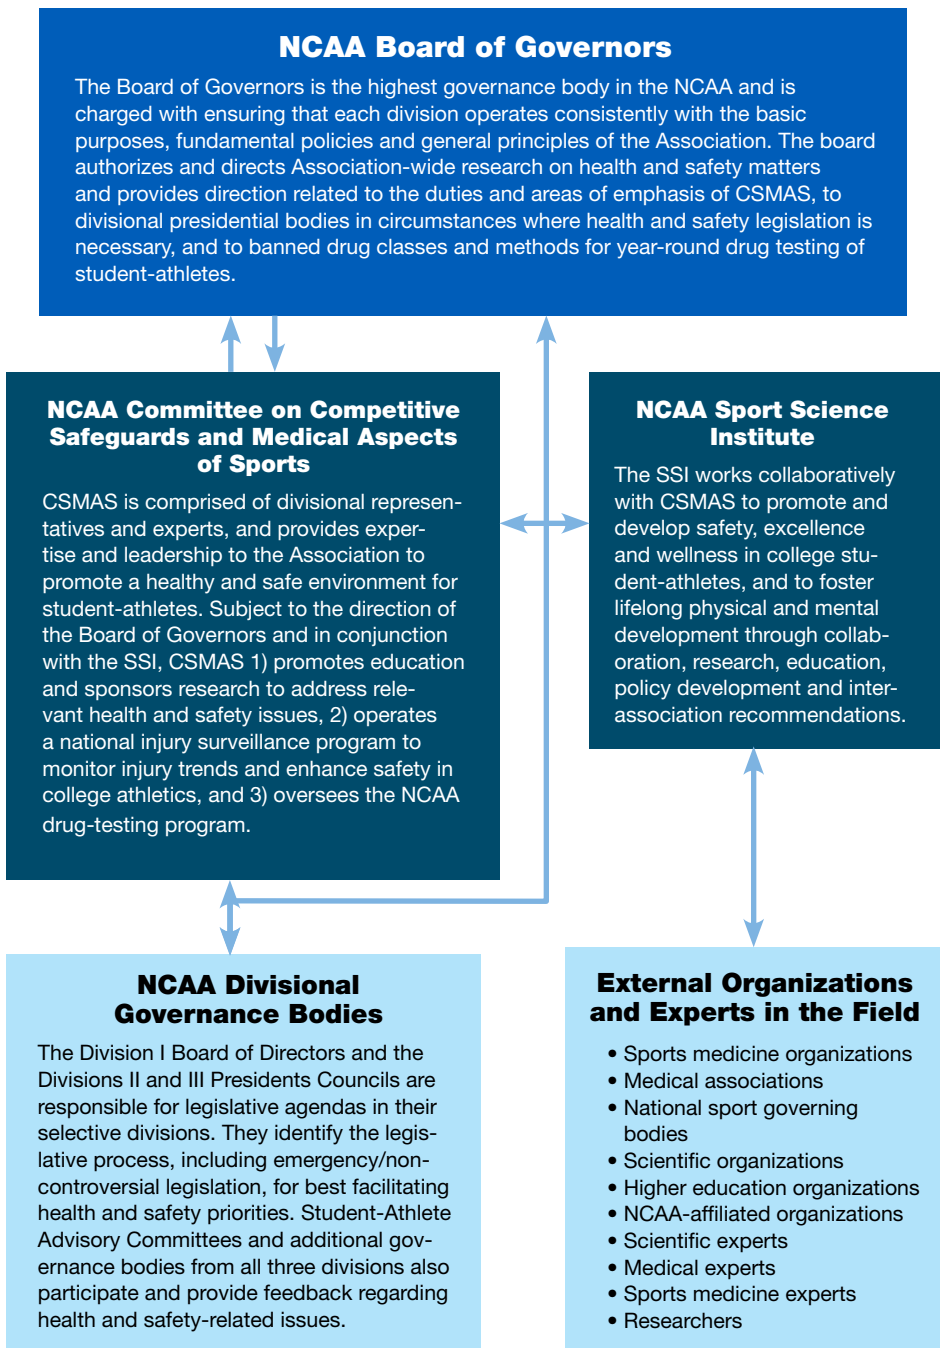 NCAA Board of Governors
The Board of Governors is the highest governance body in the NCAA and is
charged with ensuring that each division operates consistently with the basic
purposes, fundamental policies and general principles of the Association. The board
authorizes and directs Association-wide research on health and safety matters
and provides direction related to the duties and areas of emphasis of CSMAS, to
divisional presidential bodies in circumstances where health and safety legislation is
necessary, and to banned drug classes and methods for year-round drug testing of
student-athletes.
NCAA Committee on Competitive
Safeguards and Medical Aspects
of Sports
CSMAS is comprised of divisional represen-
tatives and experts, and provides exper-
tise and leadership to the Association to
promote a healthy and safe environment for
student-athletes. Subject to the direction of
the Board of Governors and in conjunction
with the SSI, CSMAS 1) promotes education
and sponsors research to address rele-
vant health and safety issues, 2) operates
a national injury surveillance program to
monitor injury trends and enhance safety in
college athletics, and 3) oversees the NCAA
drug-testing program.
NCAA Sport Science
Institute
The SSI works collaboratively
with CSMAS to promote and
develop safety, excellence
and wellness in college stu-
dent-athletes, and to foster
lifelong physical and mental
development through collab-
oration, research, education,
policy development and inter-
association recommendations.
NCAA Divisional
Governance Bodies
The Division I Board of Directors and the
Divisions II and III Presidents Councils are
responsible for legislative agendas in their
selective divisions. They identify the legis-
lative process, including emergency/non-
controversial legislation, for best facilitating
health and safety priorities. Student-Athlete
Advisory Committees and additional gov-
ernance bodies from all three divisions also
participate and provide feedback regarding
health and safety-related issues.
External Organizations
and Experts in the Field
• Sports medicine organizations
• Medical associations
• National sport governing
bodies
• Scientific organizations
• Higher education organizations
• NCAA-affiliated organizations
• Scientific experts
• Medical experts
• Sports medicine experts
• Researchers